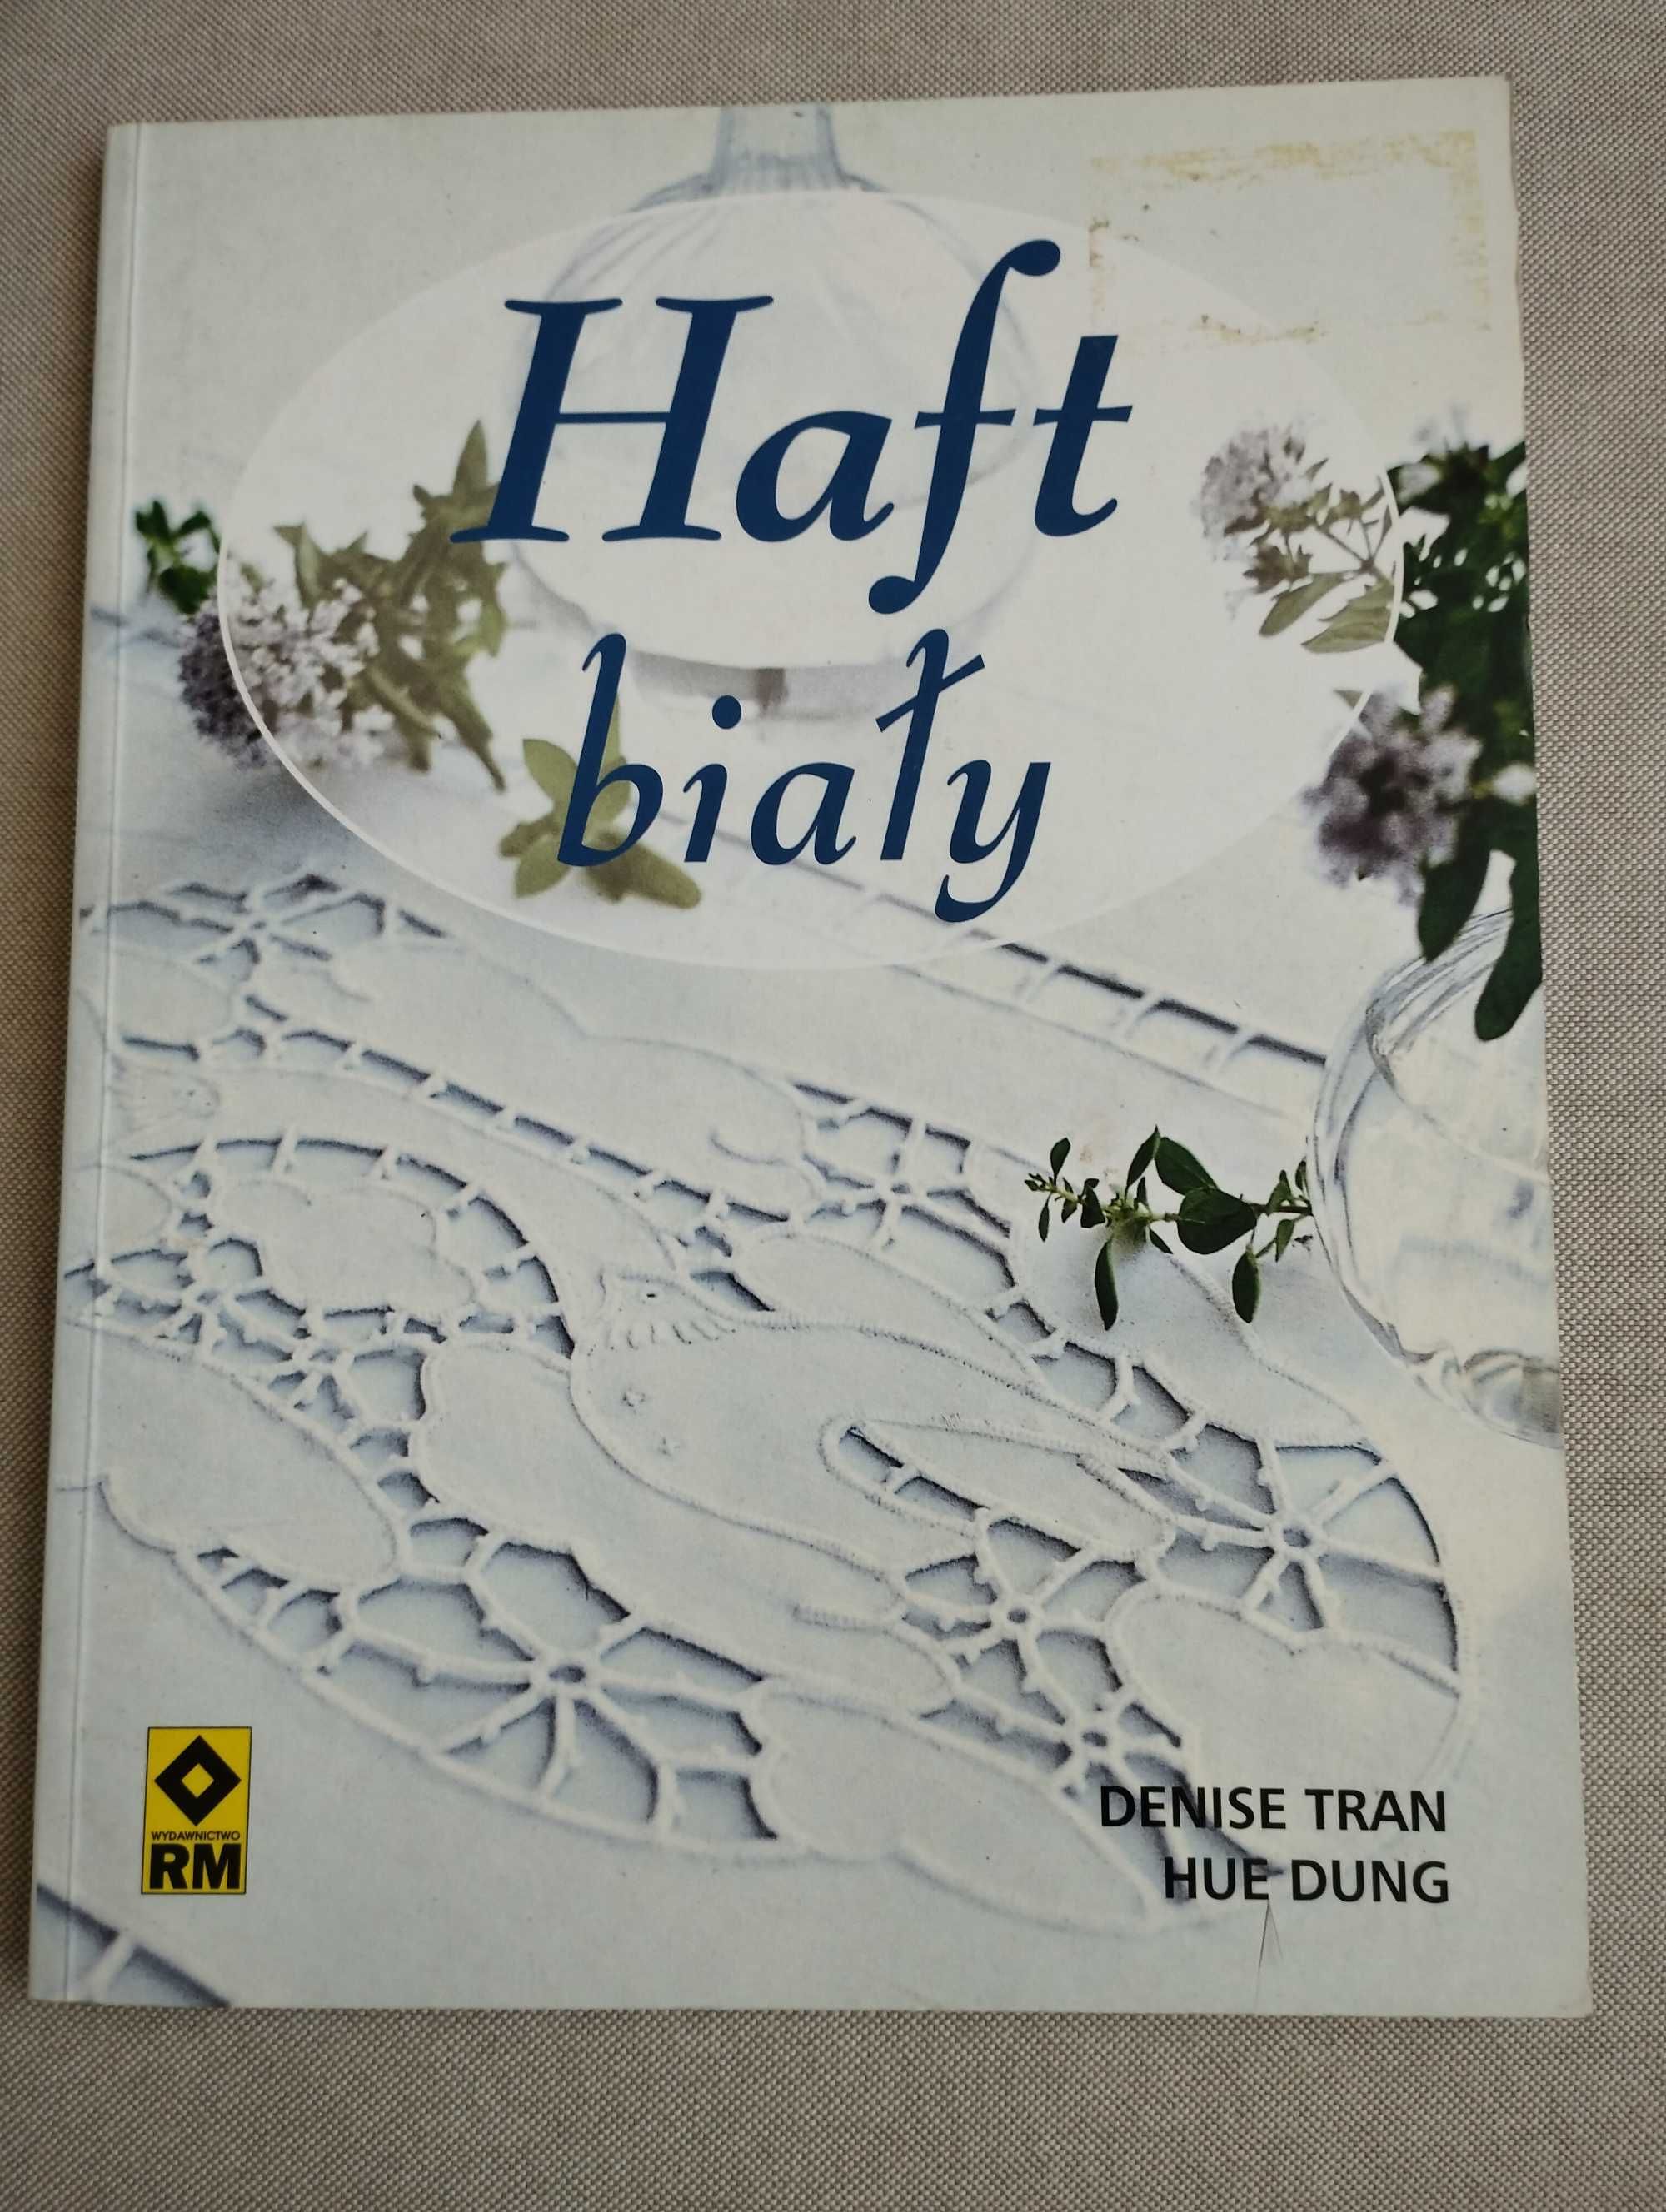 Haft
biały
DENISE TRAN
HUE DUNG
WYDAWNICTWO
RM